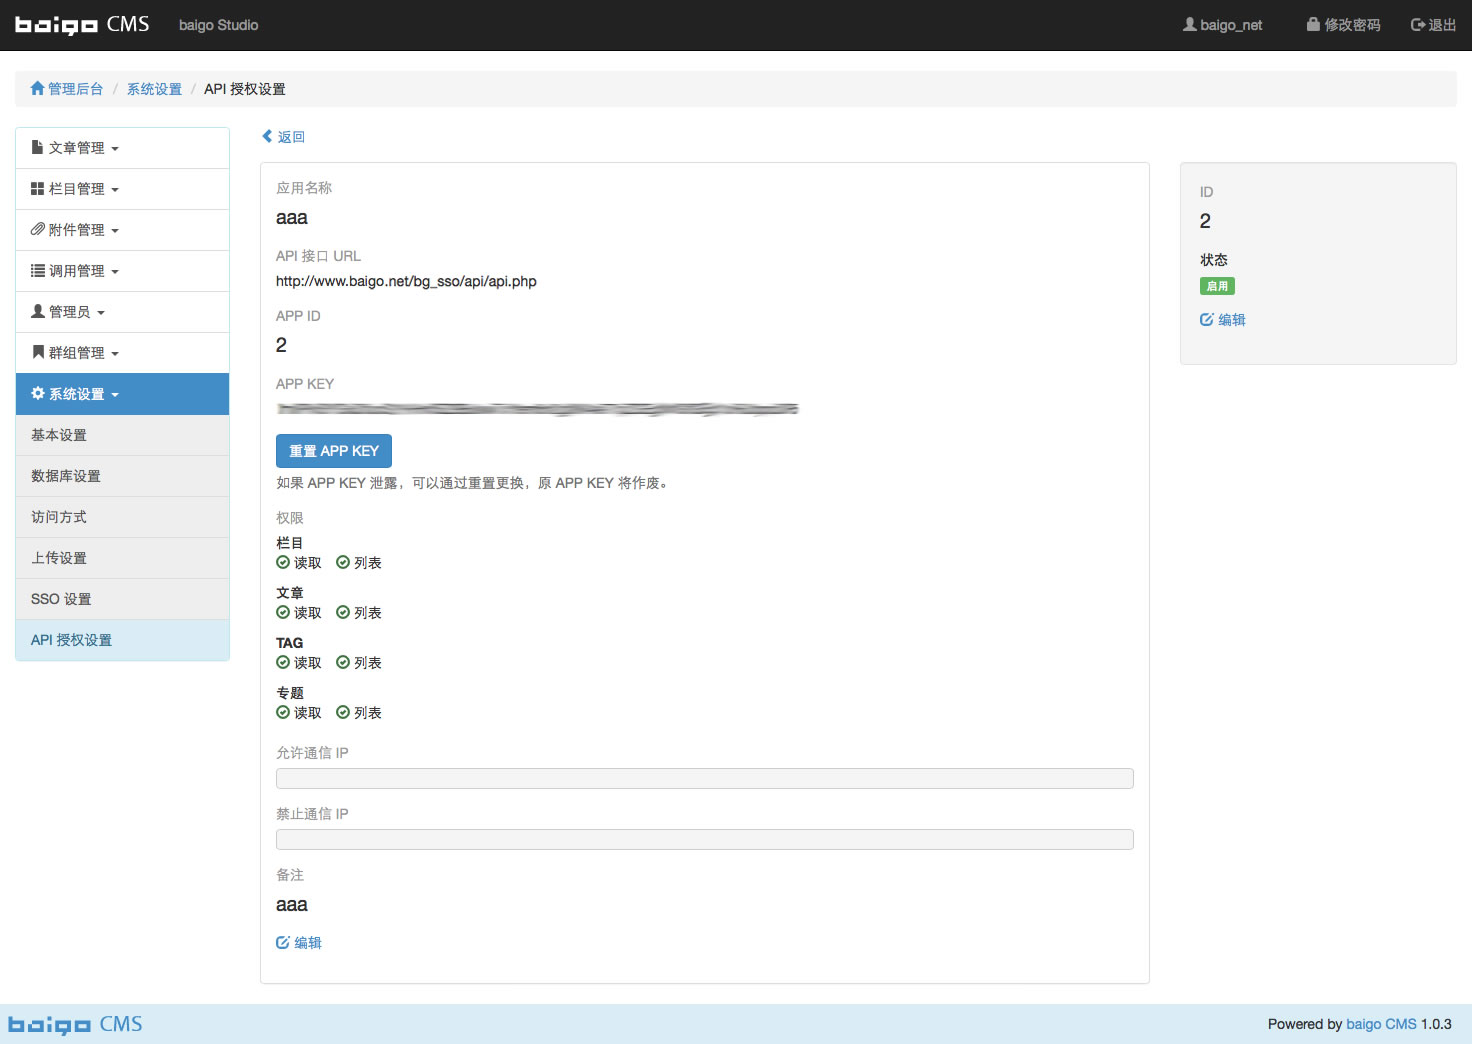 baigo CMS baigo Studio baigo_net 修改密码 退出
管理后台 / 系统设置 / API 授权设置
文章管理
栏目管理
附件管理
调用管理
管理员
群组管理
系统设置
基本设置
数据库设置
访问方式
上传设置
SSO 设置
API 授权设置
返回
应用名称
aaa
API 接口 URL
http://www.baigo.net/bg_sso/api/api.php
APP ID
2
APP KEY
重置 APP KEY
如果 APP KEY 泄露，可以通过重置更换，原 APP KEY 将作废。
权限
栏目
读取 列表
文章
读取 列表
TAG
读取 列表
专题
读取 列表
允许通信 IP
禁止通信 IP
备注
aaa
编辑
ID
2
状态
启用
编辑
baigo CMS Powered by baigo CMS 1.0.3